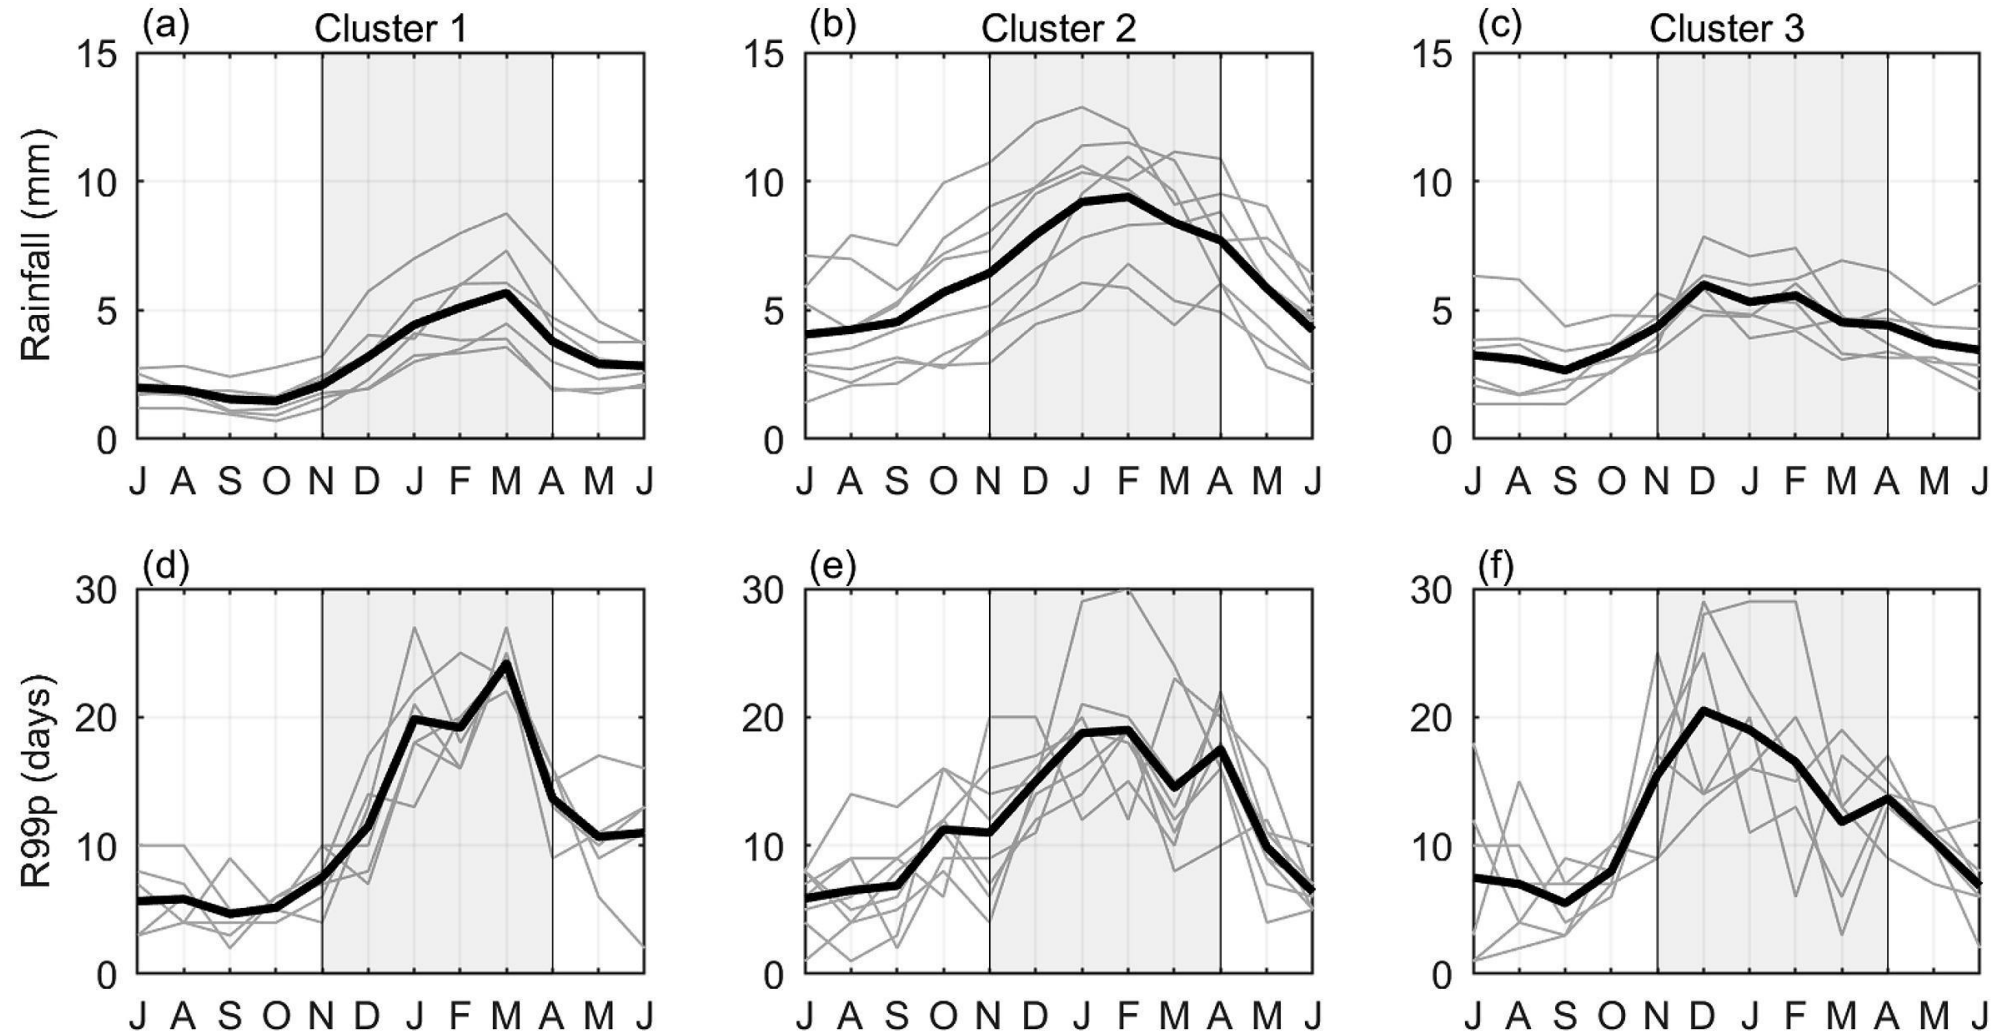 (a) Cluster 1 (b) Cluster 2 (c) Cluster 3
15 15 15
10 10 10
5 5 5
0 0 0
Rainfall (mm)
J A S O N D J F M A M J J A S O N D J F M A M J J A S O N D J F M A M J
(d) (e) (f)
30 30 30
20 20 20
10 10 10
0 0 0
R99p (days)
J A S O N D J F M A M J J A S O N D J F M A M J J A S O N D J F M A M J